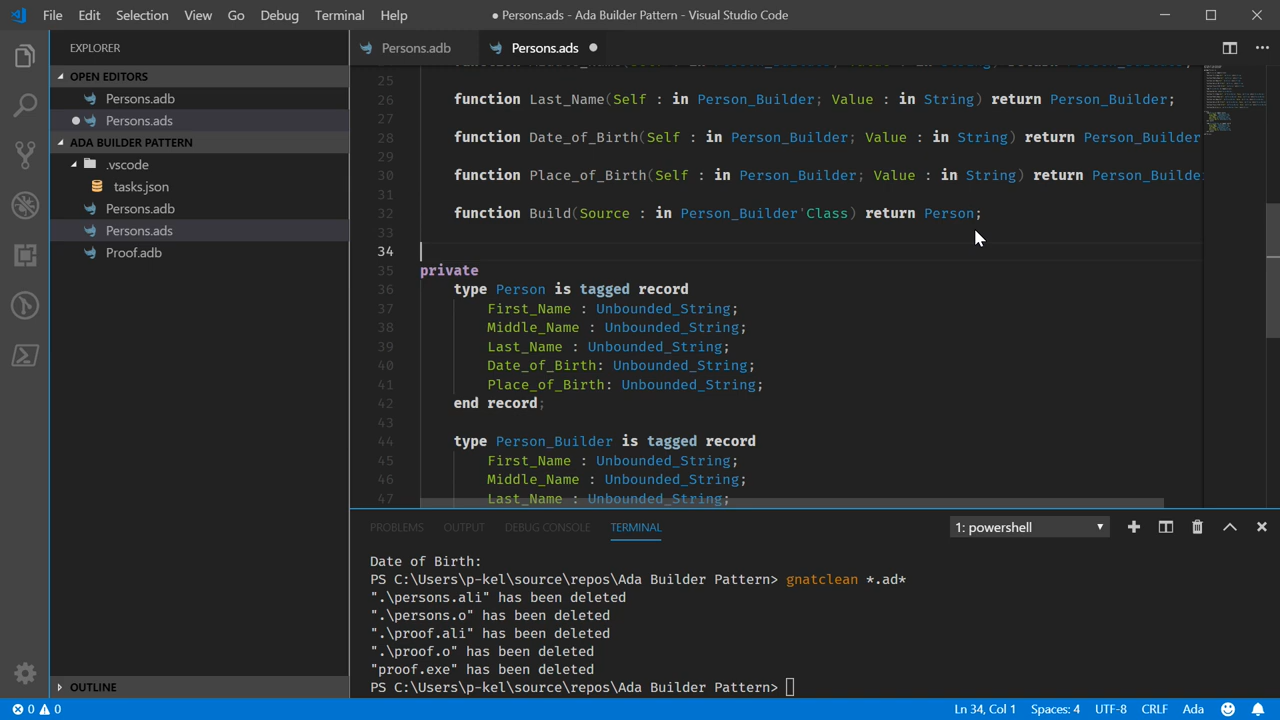 File Edit Selection View Go Debug Terminal Help
● Persons.ads - Ada Builder Pattern - Visual Studio Code
EXPLORER
OPEN EDITORS
Persons.adb
Persons.ads
ADA BUILDER PATTERN
.vscode
tasks.json
Persons.adb
Persons.ads
Proof.adb
OUTLINE
Persons.adb Persons.ads
25
26 function Last_Name(Self : in Person_Builder; Value : in String) return Person_Builder;
27
28 function Date_of_Birth(Self : in Person_Builder; Value : in String) return Person_Builder
29
30 function Place_of_Birth(Self : in Person_Builder; Value : in String) return Person_Builde
31
32 function Build(Source : in Person_Builder'Class) return Person;
33
34
35 private
36 type Person is tagged record
37 First_Name : Unbounded_String;
38 Middle_Name : Unbounded_String;
39 Last_Name : Unbounded_String;
40 Date_of_Birth: Unbounded_String;
41 Place_of_Birth: Unbounded_String;
42 end record;
43
44 type Person_Builder is tagged record
45 First_Name : Unbounded_String;
46 Middle_Name : Unbounded_String;
47 Last_Name : Unbounded_String;
PROBLEMS OUTPUT DEBUG CONSOLE TERMINAL 1: powershell
Date of Birth:
PS C:\Users\p-kel\source\repos\Ada Builder Pattern> gnatclean *.ad*
".\persons.ali" has been deleted
".\persons.o" has been deleted
".\proof.ali" has been deleted
".\proof.o" has been deleted
"proof.exe" has been deleted
PS C:\Users\p-kel\source\repos\Ada Builder Pattern>
0 0 Ln 34, Col 1 Spaces: 4 UTF-8 CRLF Ada